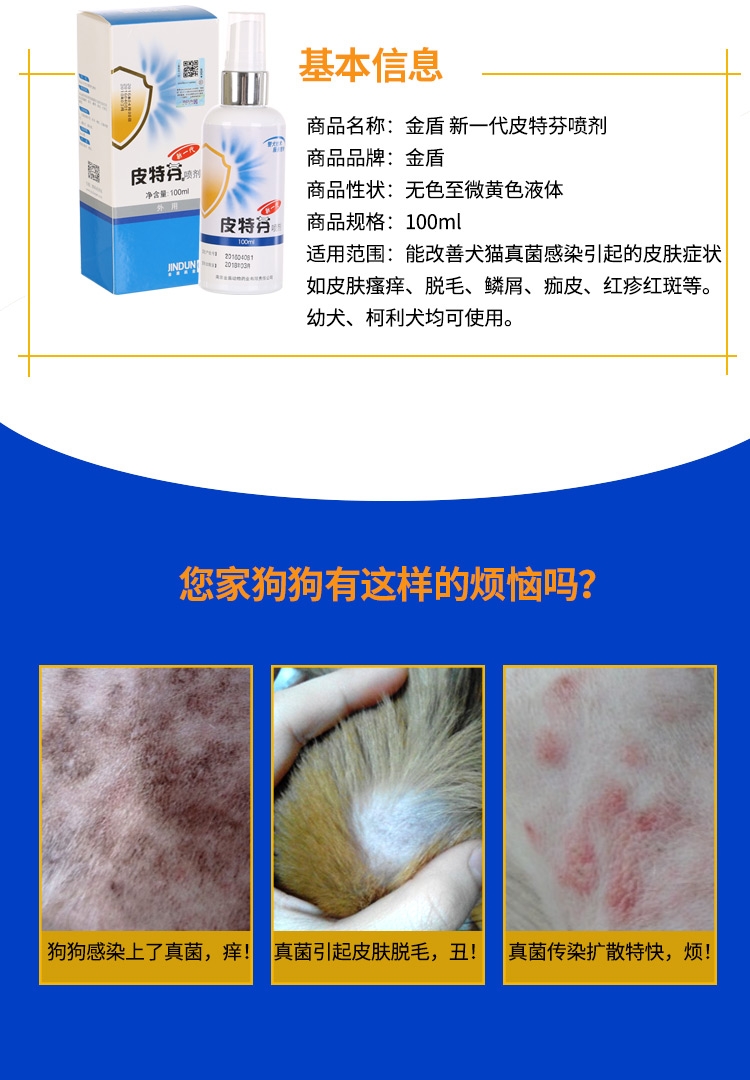 基本信息
商品名称：金盾 新一代皮特芬喷剂
商品品牌：金盾
商品性状：无色至微黄色液体
商品规格：100ml
适用范围：能改善犬猫真菌感染引起的皮肤症状
如皮肤瘙痒、脱毛、鳞屑、痂皮、红疹红斑等。
幼犬、柯利犬均可使用。
新一代
皮特芬喷剂
净含量:100ml
外 用
JINDUN
新一代
皮特芬喷剂
100ml
您家狗狗有这样的烦恼吗？
狗狗感染上了真菌，痒！
真菌引起皮肤脱毛，丑！
真菌传染扩散特快，烦！